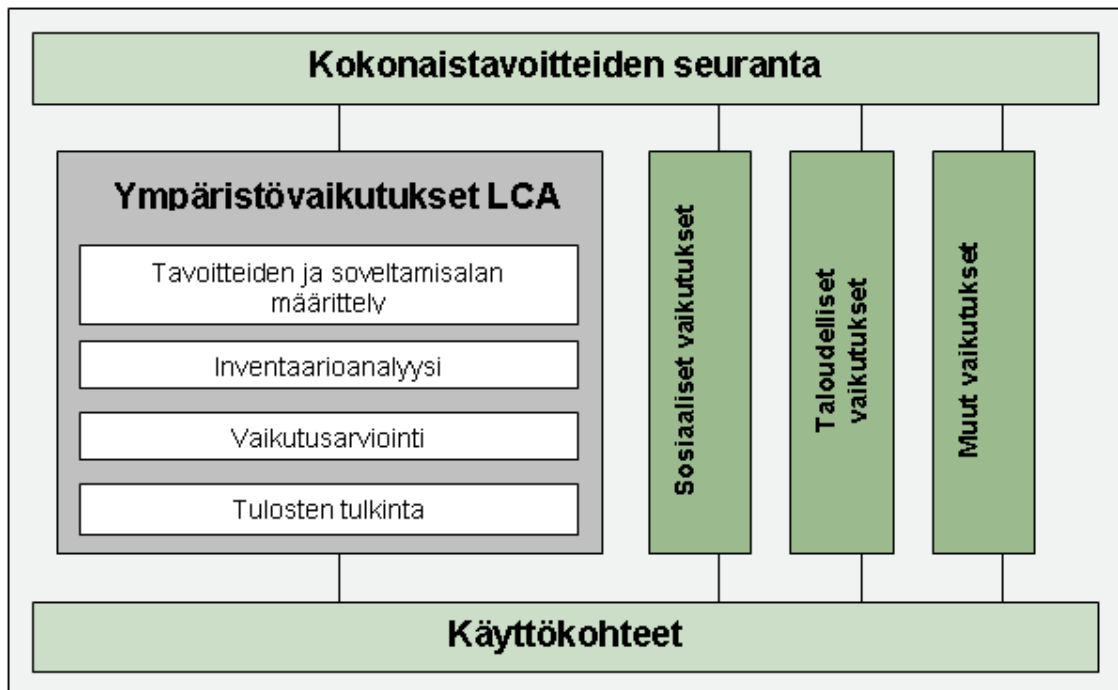 Kokonaistavoitteiden seuranta
Ympäristövaikutukset LCA
Tavoitteiden ja soveltamisalan
määrittely
Inventaarioanalyysi
Vaikutusarviointi
Tulosten tulkinta
Sosiaaliset vaikutukset
Taloudelliset
vaikutukset
Muut vaikutukset
Käyttökohteet